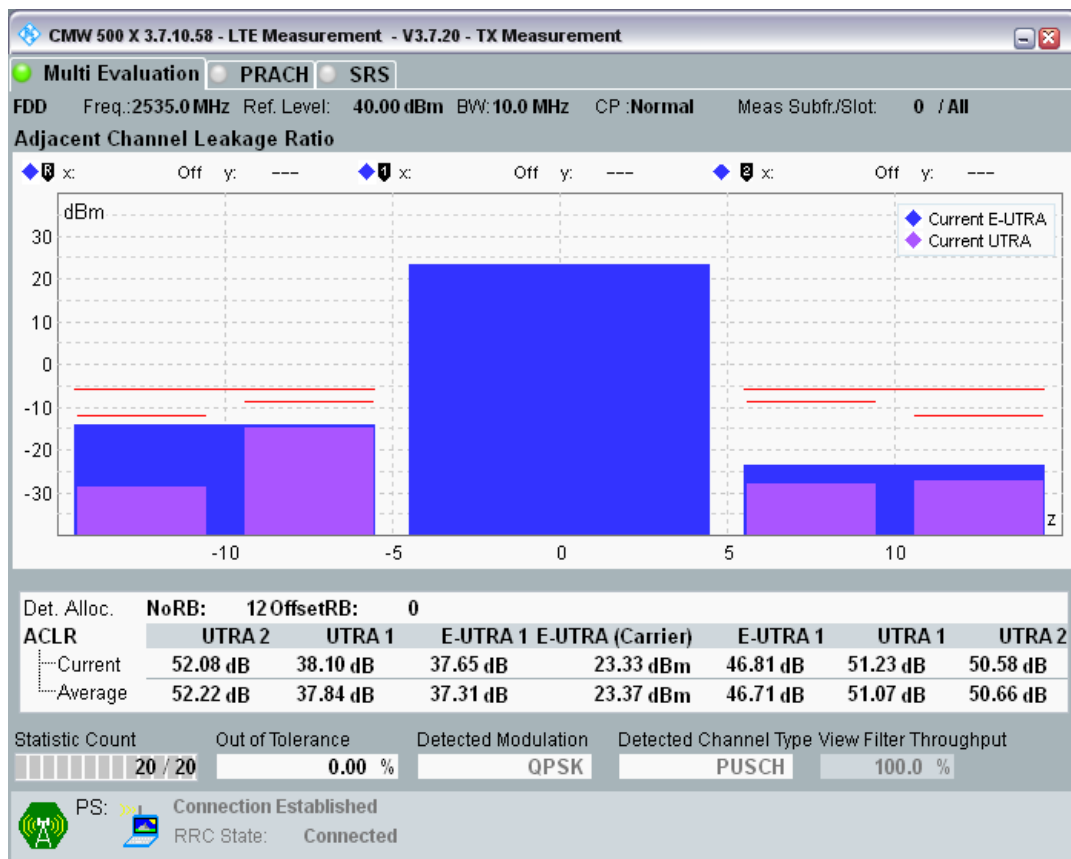 CMW 500 X 3.7.10.58 - LTE Measurement - V3.7.20 - TX Measurement
Multi Evaluation PRACH SRS
FDD Freq.:2535.0 MHz Ref. Level: 40.00 dBm BW: 10.0 MHz CP :Normal Meas Subfr./Slot: 0 / All
Adjacent Channel Leakage Ratio
R x: Off y: --- 1 x: Off y: --- 2 x: Off y: ---
dBm
Current E-UTRA
Current UTRA
30
20
10
0
-10
-20
-30
z
-10 -5 0 5 10
Det. Alloc. NoRB: 12 OffsetRB: 0
ACLR UTRA 2 UTRA 1 E-UTRA 1 E-UTRA (Carrier) E-UTRA 1 UTRA 1 UTRA 2
Current 52.08 dB 38.10 dB 37.65 dB 23.33 dBm 46.81 dB 51.23 dB 50.58 dB
Average 52.22 dB 37.84 dB 37.31 dB 23.37 dBm 46.71 dB 51.07 dB 50.66 dB
Statistic Count Out of Tolerance Detected Modulation Detected Channel Type View Filter Throughput
20 / 20 0.00 % QPSK PUSCH 100.0 %
PS: Connection Established
RRC State: Connected